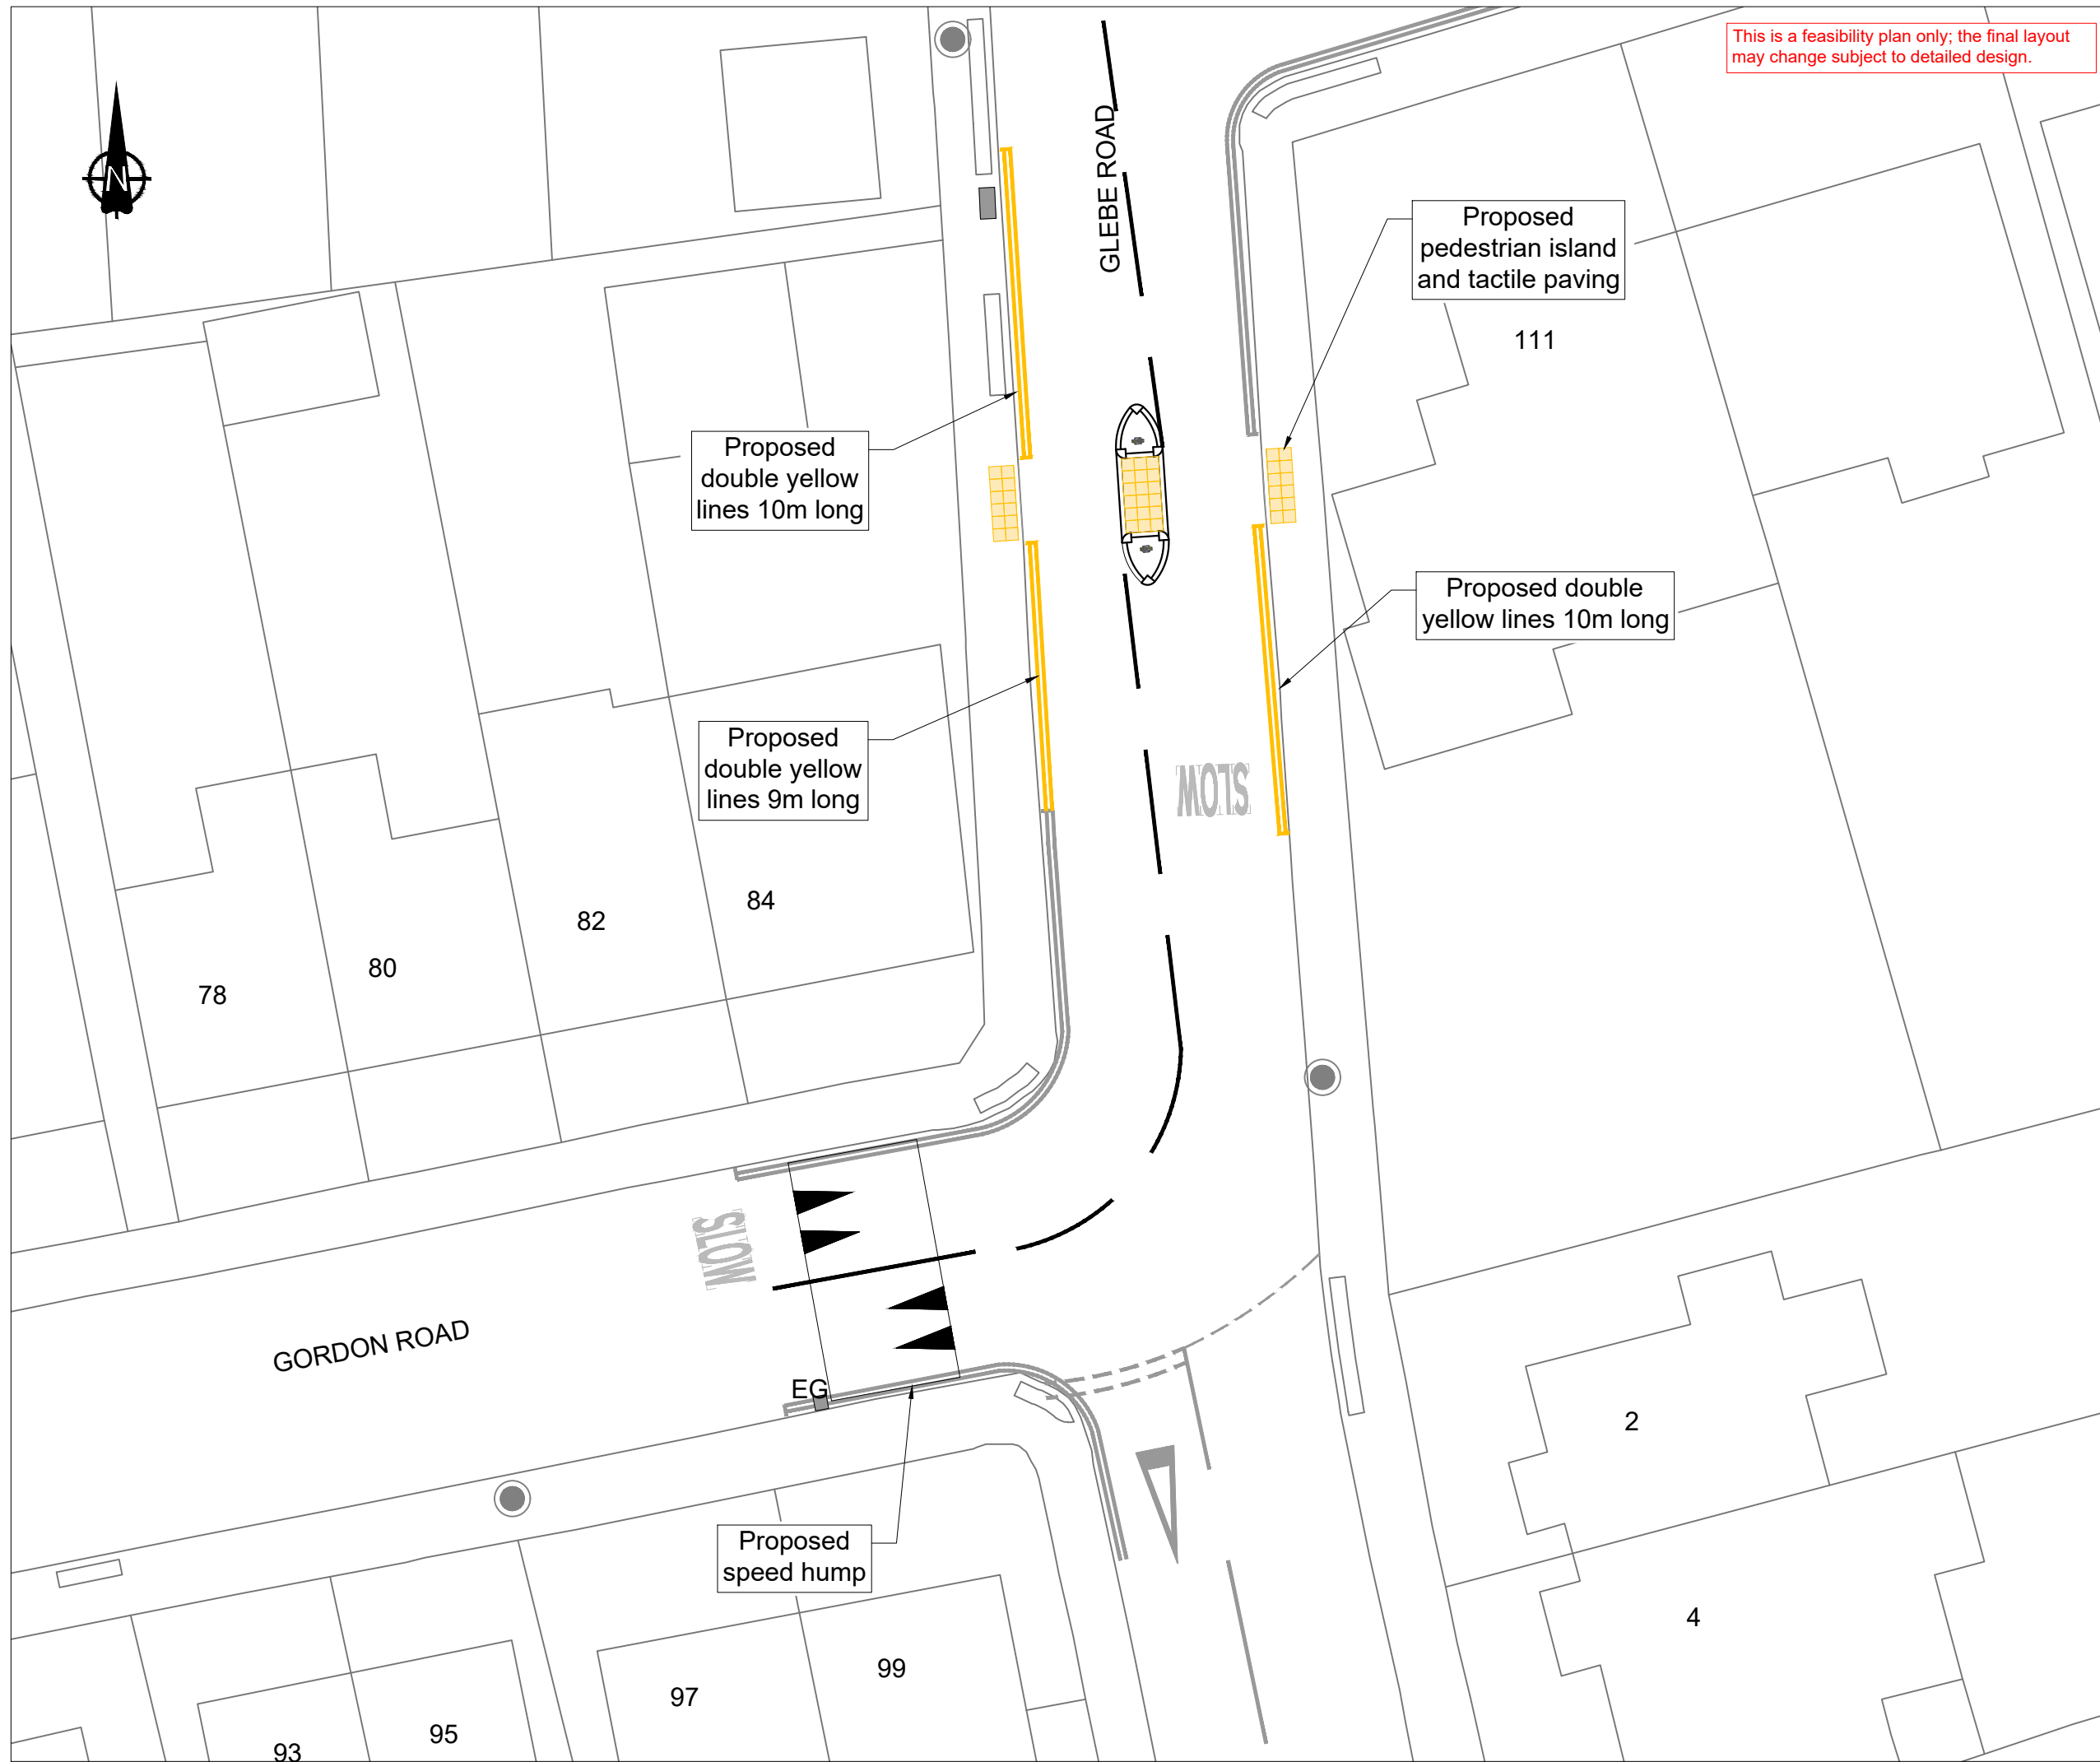 This is a feasibility plan only; the final layout
may change subject to detailed design.
N
GLEBE ROAD
Proposed
pedestrian island
and tactile paving
111
Proposed
double yellow
lines 10m long
Proposed double
yellow lines 10m long
Proposed
double yellow
lines 9m long
SLOW
84
82
80
78
SLOW
GORDON ROAD
EG
2
Proposed
speed hump
4
99
97
95
93